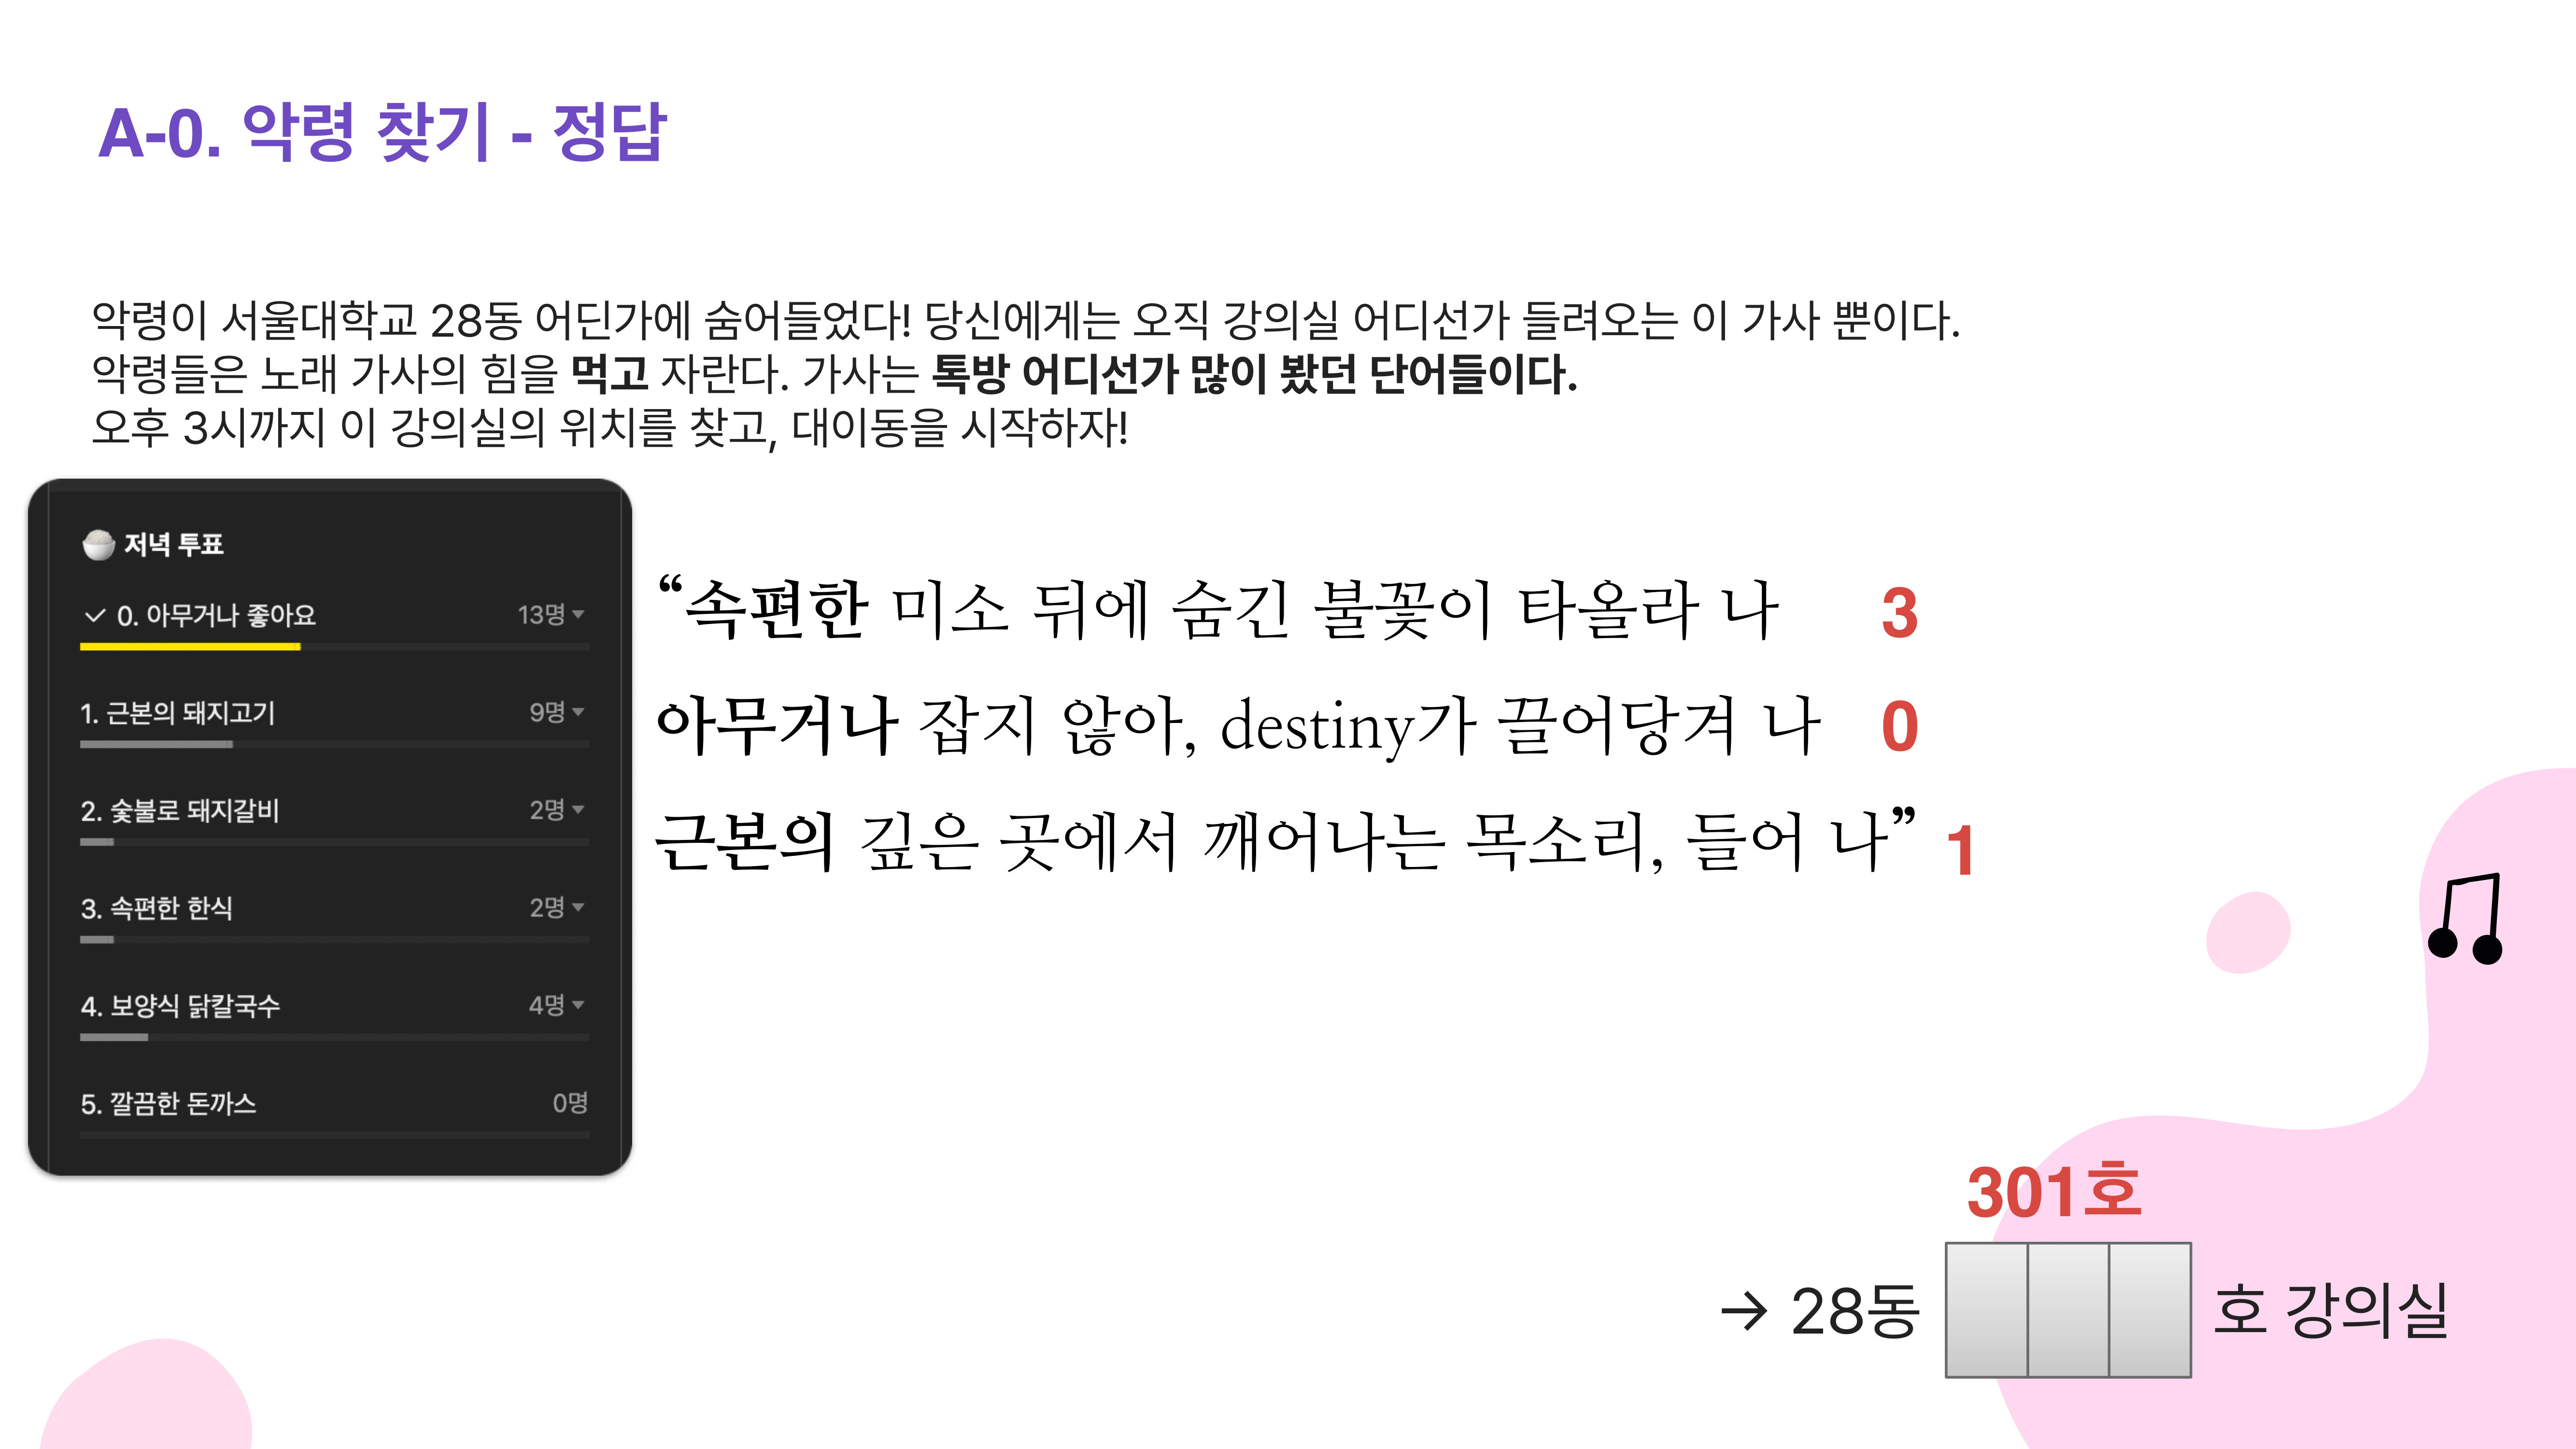 A-0. 악령 찾기 - 정답
악령이 서울대학교 28동 어딘가에 숨어들었다! 당신에게는 오직 강의실 어디선가 들려오는 이 가사 뿐이다.
악령들은 노래 가사의 힘을 먹고 자란다. 가사는 톡방 어디선가 많이 봤던 단어들이다.
오후 3시까지 이 강의실의 위치를 찾고, 대이동을 시작하자!
🍚 저녁 투표
✓ 0. 아무거나 좋아요 13명
1. 근본의 돼지고기 9명
2. 숯불로 돼지갈비 2명
3. 속편한 한식 2명
4. 보양식 닭칼국수 4명
5. 깔끔한 돈까스 0명
“속편한 미소 뒤에 숨긴 불꽃이 타올라 나 3
아무거나 잡지 않아, destiny가 끌어당겨 나 0
근본의 깊은 곳에서 깨어나는 목소리, 들어 나” 1
301호
→ 28동 호 강의실